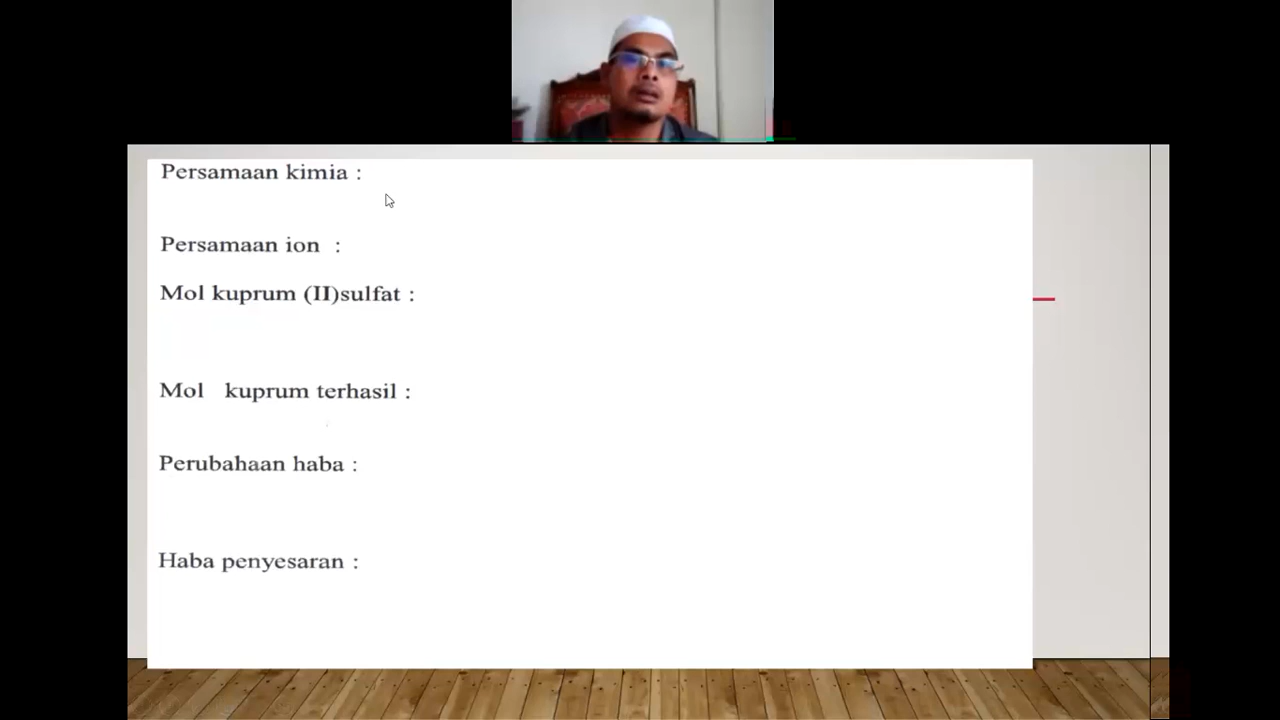 Persamaan kimia :
Persamaan ion :
Mol kuprum (II)sulfat :
Mol kuprum terhasil :
Perubahaan haba :
Haba penyesaran :